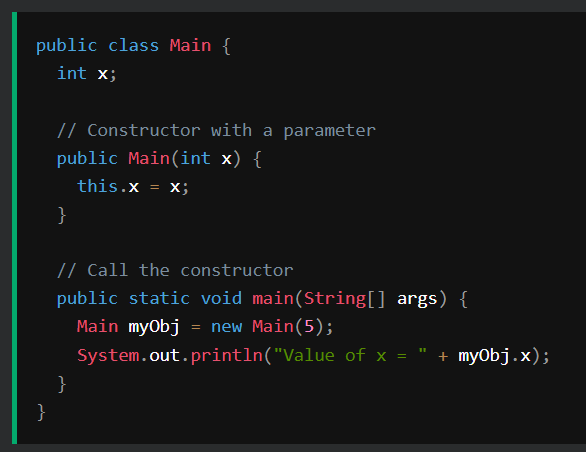 public class Main {
  int x;

  // Constructor with a parameter
  public Main(int x) {
    this.x = x;
  }

  // Call the constructor
  public static void main(String[] args) {
    Main myObj = new Main(5);
    System.out.println("Value of x = " + myObj.x);
  }
}